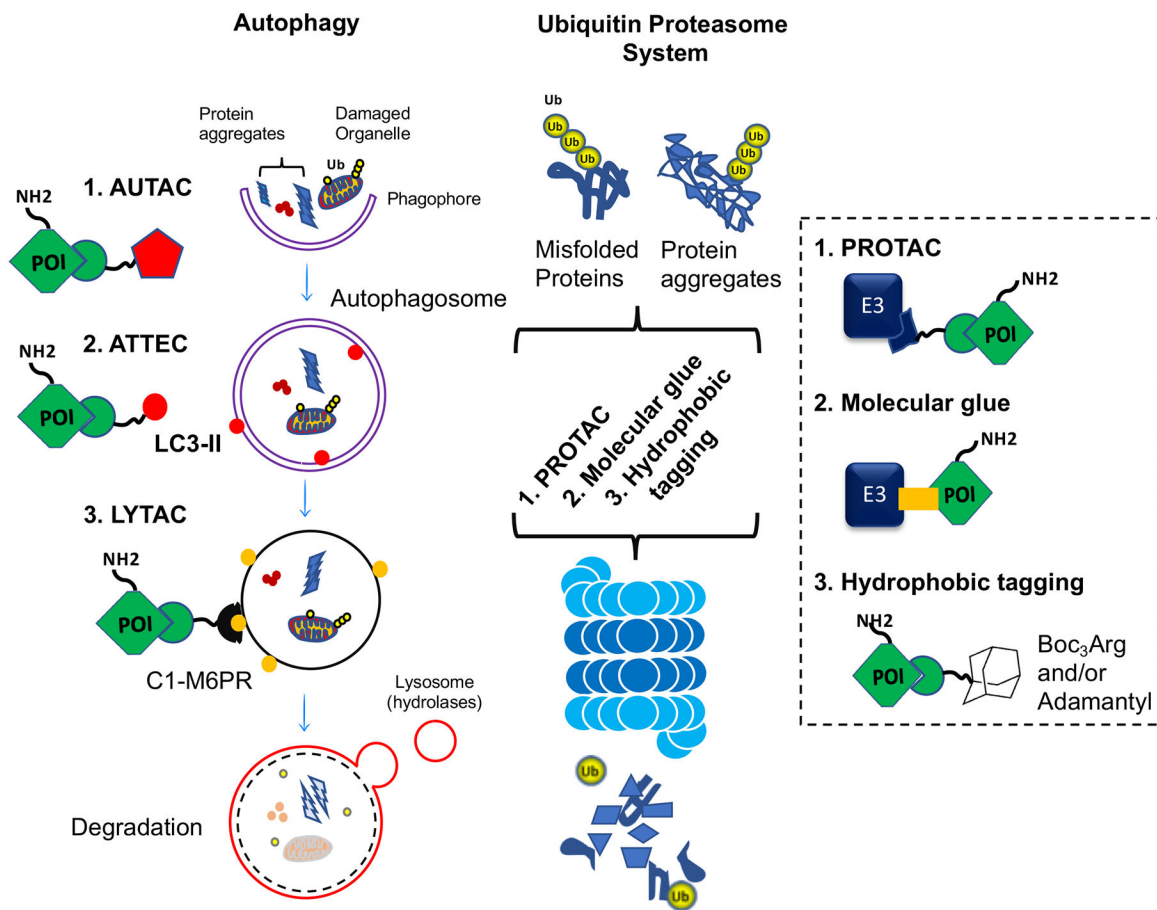 Autophagy
Protein
aggregates
Damaged
Organelle
Ub
Phagophore
1. AUTAC
NH2
POI
Autophagosome
2. ATTEC
NH2
POI
LC3-II
3. LYTAC
NH2
POI
C1-M6PR
Lysosome
(hydrolases)
Degradation
Ubiquitin Proteasome
System
Ub
Ub
Ub
Ub
Ub
Ub
Ub
Misfolded
Proteins
Protein
aggregates
1. PROTAC
2. Molecular glue
3. Hydrophobic
tagging
Ub
Ub
1. PROTAC
E3
NH2
POI
2. Molecular glue
E3
NH2
POI
3. Hydrophobic tagging
NH2
POI
Boc₃Arg
and/or
Adamantyl